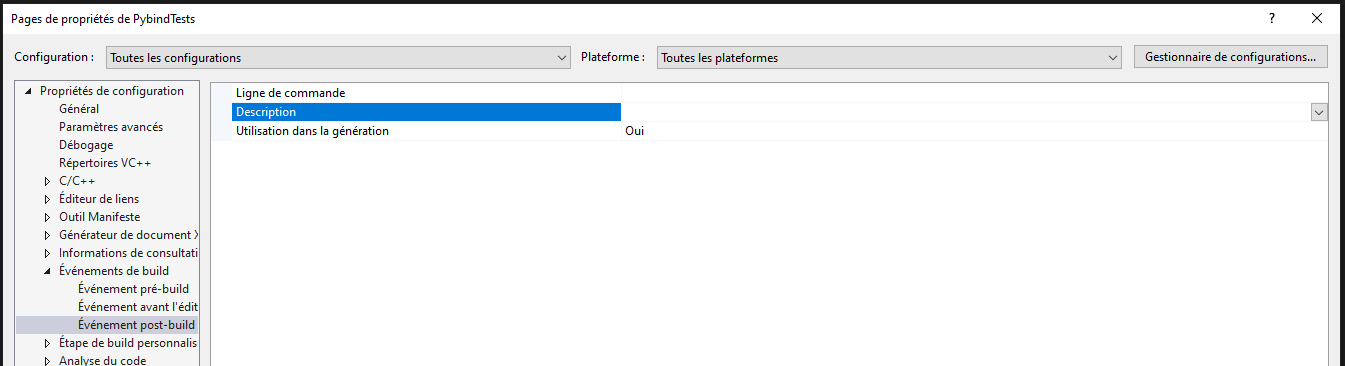 Pages de propriétés de PybindTests
Configuration : Toutes les configurations Plateforme : Toutes les plateformes Gestionnaire de configurations...
Propriétés de configuration
Général
Paramètres avancés
Débogage
Répertoires VC++
C/C++
Éditeur de liens
Outil Manifeste
Générateur de document X
Informations de consultati
Événements de build
Événement pré-build
Événement avant l'édit
Événement post-build
Étape de build personnalis
Analyse du code
Ligne de commande
Description
Utilisation dans la génération Oui